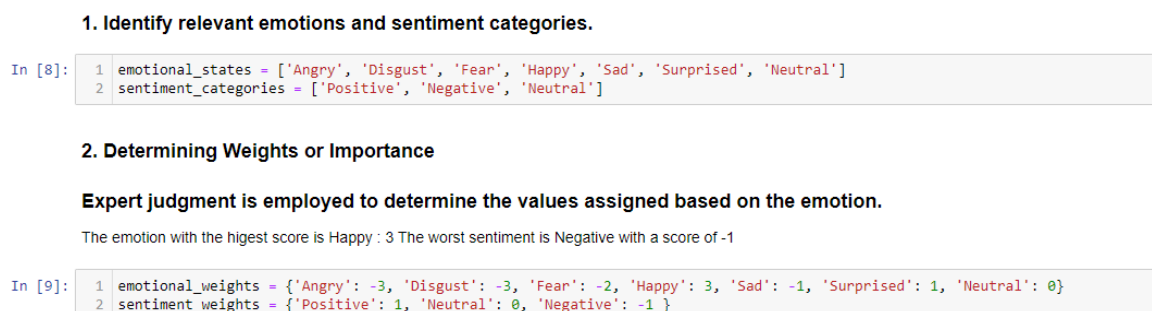 1. Identify relevant emotions and sentiment categories.
In [8]: 1 emotional_states = ['Angry', 'Disgust', 'Fear', 'Happy', 'Sad', 'Surprised', 'Neutral']
2 sentiment_categories = ['Positive', 'Negative', 'Neutral']
2. Determining Weights or Importance
Expert judgment is employed to determine the values assigned based on the emotion.
The emotion with the higest score is Happy : 3 The worst sentiment is Negative with a score of -1
In [9]: 1 emotional_weights = {'Angry': -3, 'Disgust': -3, 'Fear': -2, 'Happy': 3, 'Sad': -1, 'Surprised': 1, 'Neutral': 0}
2 sentiment_weights = {'Positive': 1, 'Neutral': 0, 'Negative': -1 }